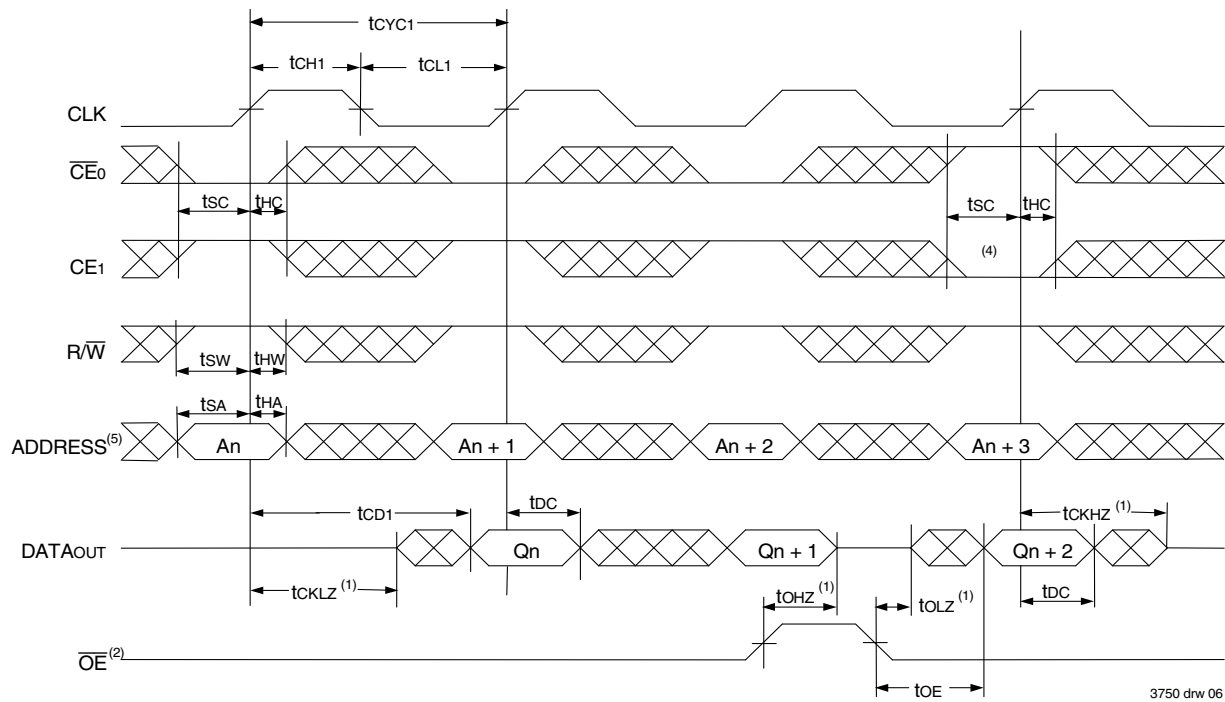 tCYC1
tCH1
tCL1
CLK
CE0
tSC
tHC
tSC
tHC
CE1
(4)
R/W
tSW
tHW
tSA
tHA
ADDRESS(5)
An
An + 1
An + 2
An + 3
tCD1
tDC
tCKHZ (1)
DATAOUT
Qn
Qn + 1
Qn + 2
tCKLZ (1)
tOHZ (1)
tOLZ (1)
tDC
OE(2)
tOE
3750 drw 06